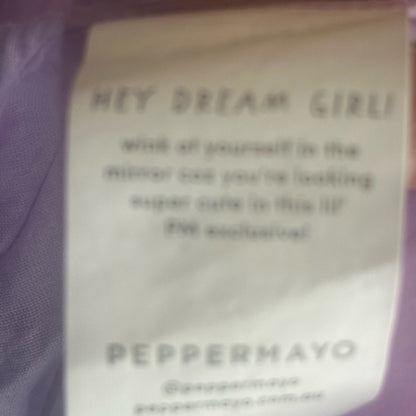 HEY DREAM GIRL!
wink at yourself in the
mirror coz you're looking
super cute in this lil'
PM exclusive!
PEPPERMAYO
@peppermayo
peppermayo.com.au